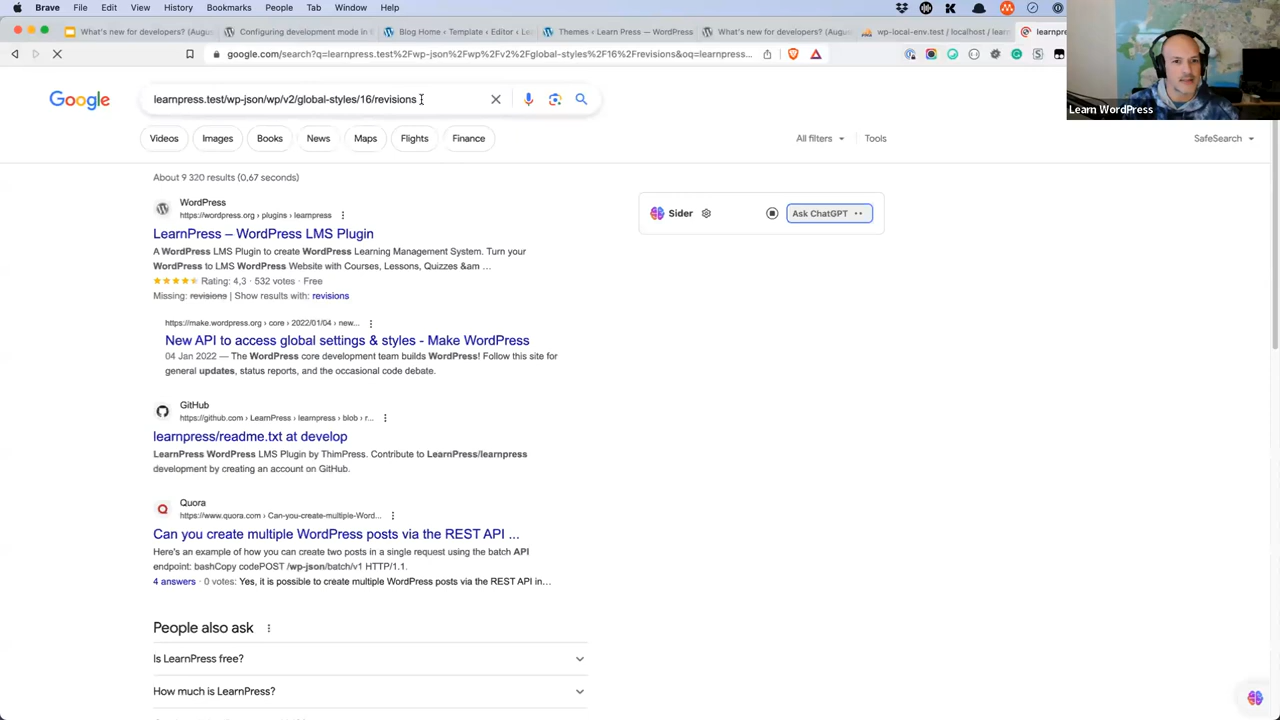 Brave File Edit View History Bookmarks People Tab Window Help
What's new for developers? (Augus
Configuring development mode in t
Blog Home ‹ Template ‹ Editor ‹ Le
Themes ‹ Learn Press — WordPress
What's new for developers? (Augu
wp-local-env.test / localhost / learn
learnpres
google.com/search?q=learnpress.test%2Fwp-json%2Fwp%2Fv2%2Fglobal-styles%2F16%2Frevisions&oq=learnpress...
Learn WordPress
Google
learnpress.test/wp-json/wp/v2/global-styles/16/revisions
Videos Images Books News Maps Flights Finance
All filters Tools SafeSearch
About 9 320 results (0,67 seconds)
WordPress
https://wordpress.org › plugins › learnpress
LearnPress – WordPress LMS Plugin
A WordPress LMS Plugin to create WordPress Learning Management System. Turn your
WordPress to LMS WordPress Website with Courses, Lessons, Quizzes &am ...
Rating: 4,3 · 532 votes · Free
Missing: revisions | Show results with: revisions
https://make.wordpress.org › core › 2022/01/04 › new...
New API to access global settings & styles - Make WordPress
04 Jan 2022 — The WordPress core development team builds WordPress! Follow this site for
general updates, status reports, and the occasional code debate.
GitHub
https://github.com › LearnPress › learnpress › blob › r...
learnpress/readme.txt at develop
LearnPress WordPress LMS Plugin by ThimPress. Contribute to LearnPress/learnpress
development by creating an account on GitHub.
Quora
https://www.quora.com › Can-you-create-multiple-Word...
Can you create multiple WordPress posts via the REST API ...
Here's an example of how you can create two posts in a single request using the batch API
endpoint: bashCopy codePOST /wp-json/batch/v1 HTTP/1.1.
4 answers · 0 votes: Yes, it is possible to create multiple WordPress posts via the REST API in...
People also ask
Is LearnPress free?
How much is LearnPress?
Sider
Ask ChatGPT